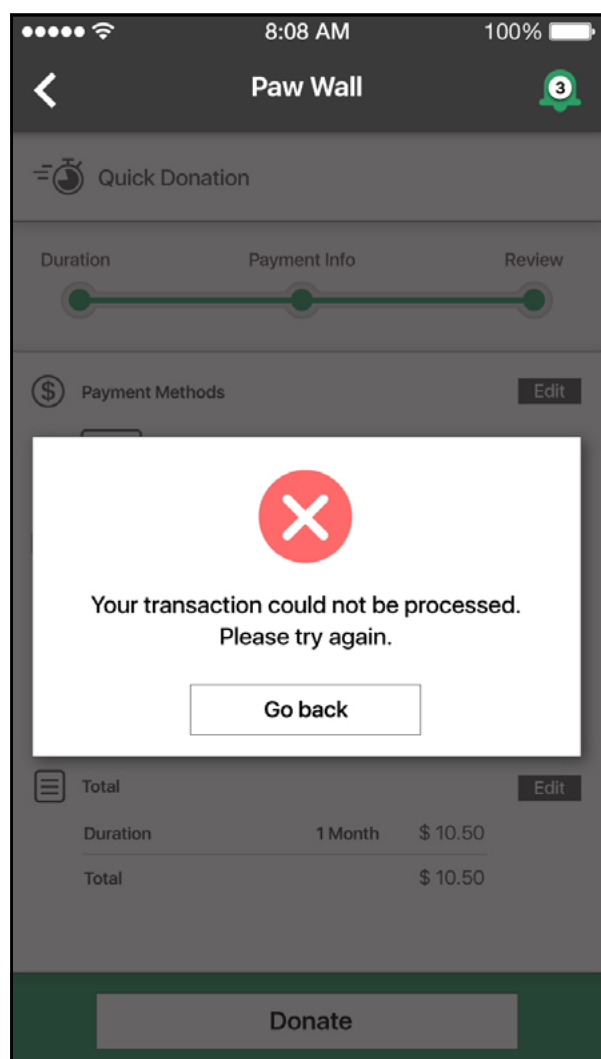 8:08 AM
100%
Paw Wall
3
Quick Donation
Duration Payment Info Review
Payment Methods Edit
Your transaction could not be processed.
Please try again.
Go back
Total Edit
Duration 1 Month $ 10.50
Total $ 10.50
Donate